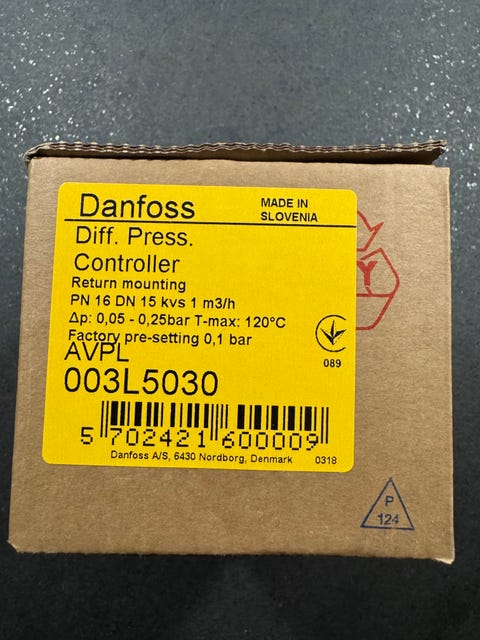 Danfoss
MADE IN
SLOVENIA
Diff. Press.
Controller
Return mounting
PN 16 DN 15 kvs 1 m3/h
Δp: 0,05 - 0,25bar T-max: 120°C
Factory pre-setting 0,1 bar
AVPL
089
003L5030
5 702421 600009
Danfoss A/S, 6430 Nordborg, Denmark
0318
P
124